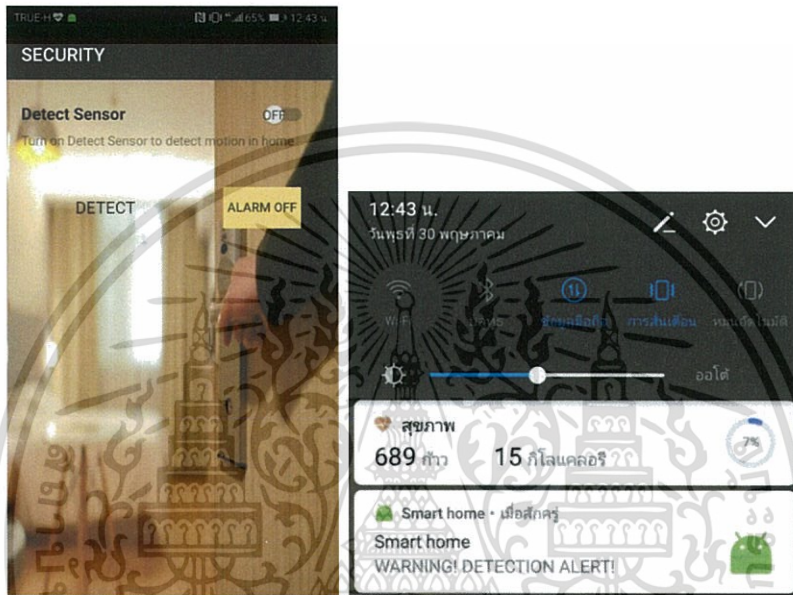 TRUE-H
65% 12:43 น.
SECURITY
Detect Sensor OFF
Turn on Detect Sensor to detect motion in home
DETECT ALARM OFF
12:43 น.
วันพุธที่ 30 พฤษภาคม
ข้อมูลมือถือ การสั่นเตือน หมุนอัตโนมัติ
ออโต้
สุขภาพ
689 ก้าว 15 กิโลแคลอรี 7%
Smart home • เมื่อสักครู่
Smart home
WARNING! DETECTION ALERT!